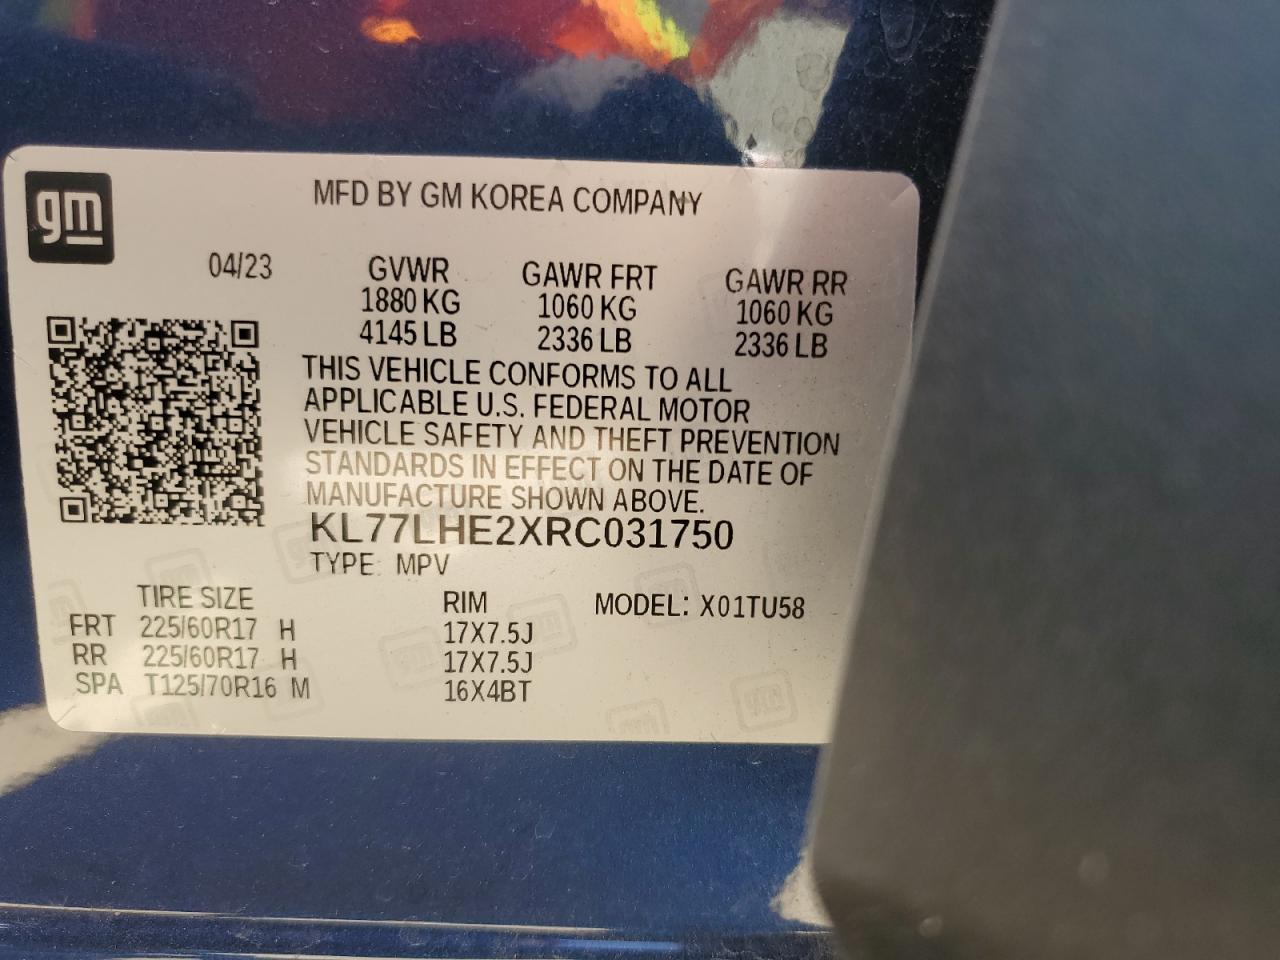 gm
MFD BY GM KOREA COMPANY
04/23 GVWR GAWR FRT GAWR RR
1880 KG 1060 KG 1060 KG
4145 LB 2336 LB 2336 LB
THIS VEHICLE CONFORMS TO ALL
APPLICABLE U.S. FEDERAL MOTOR
VEHICLE SAFETY AND THEFT PREVENTION
STANDARDS IN EFFECT ON THE DATE OF
MANUFACTURE SHOWN ABOVE.
KL77LHE2XRC031750
TYPE: MPV
TIRE SIZE RIM MODEL: X01TU58
FRT 225/60R17 H 17X7.5J
RR 225/60R17 H 17X7.5J
SPA T125/70R16 M 16X4BT